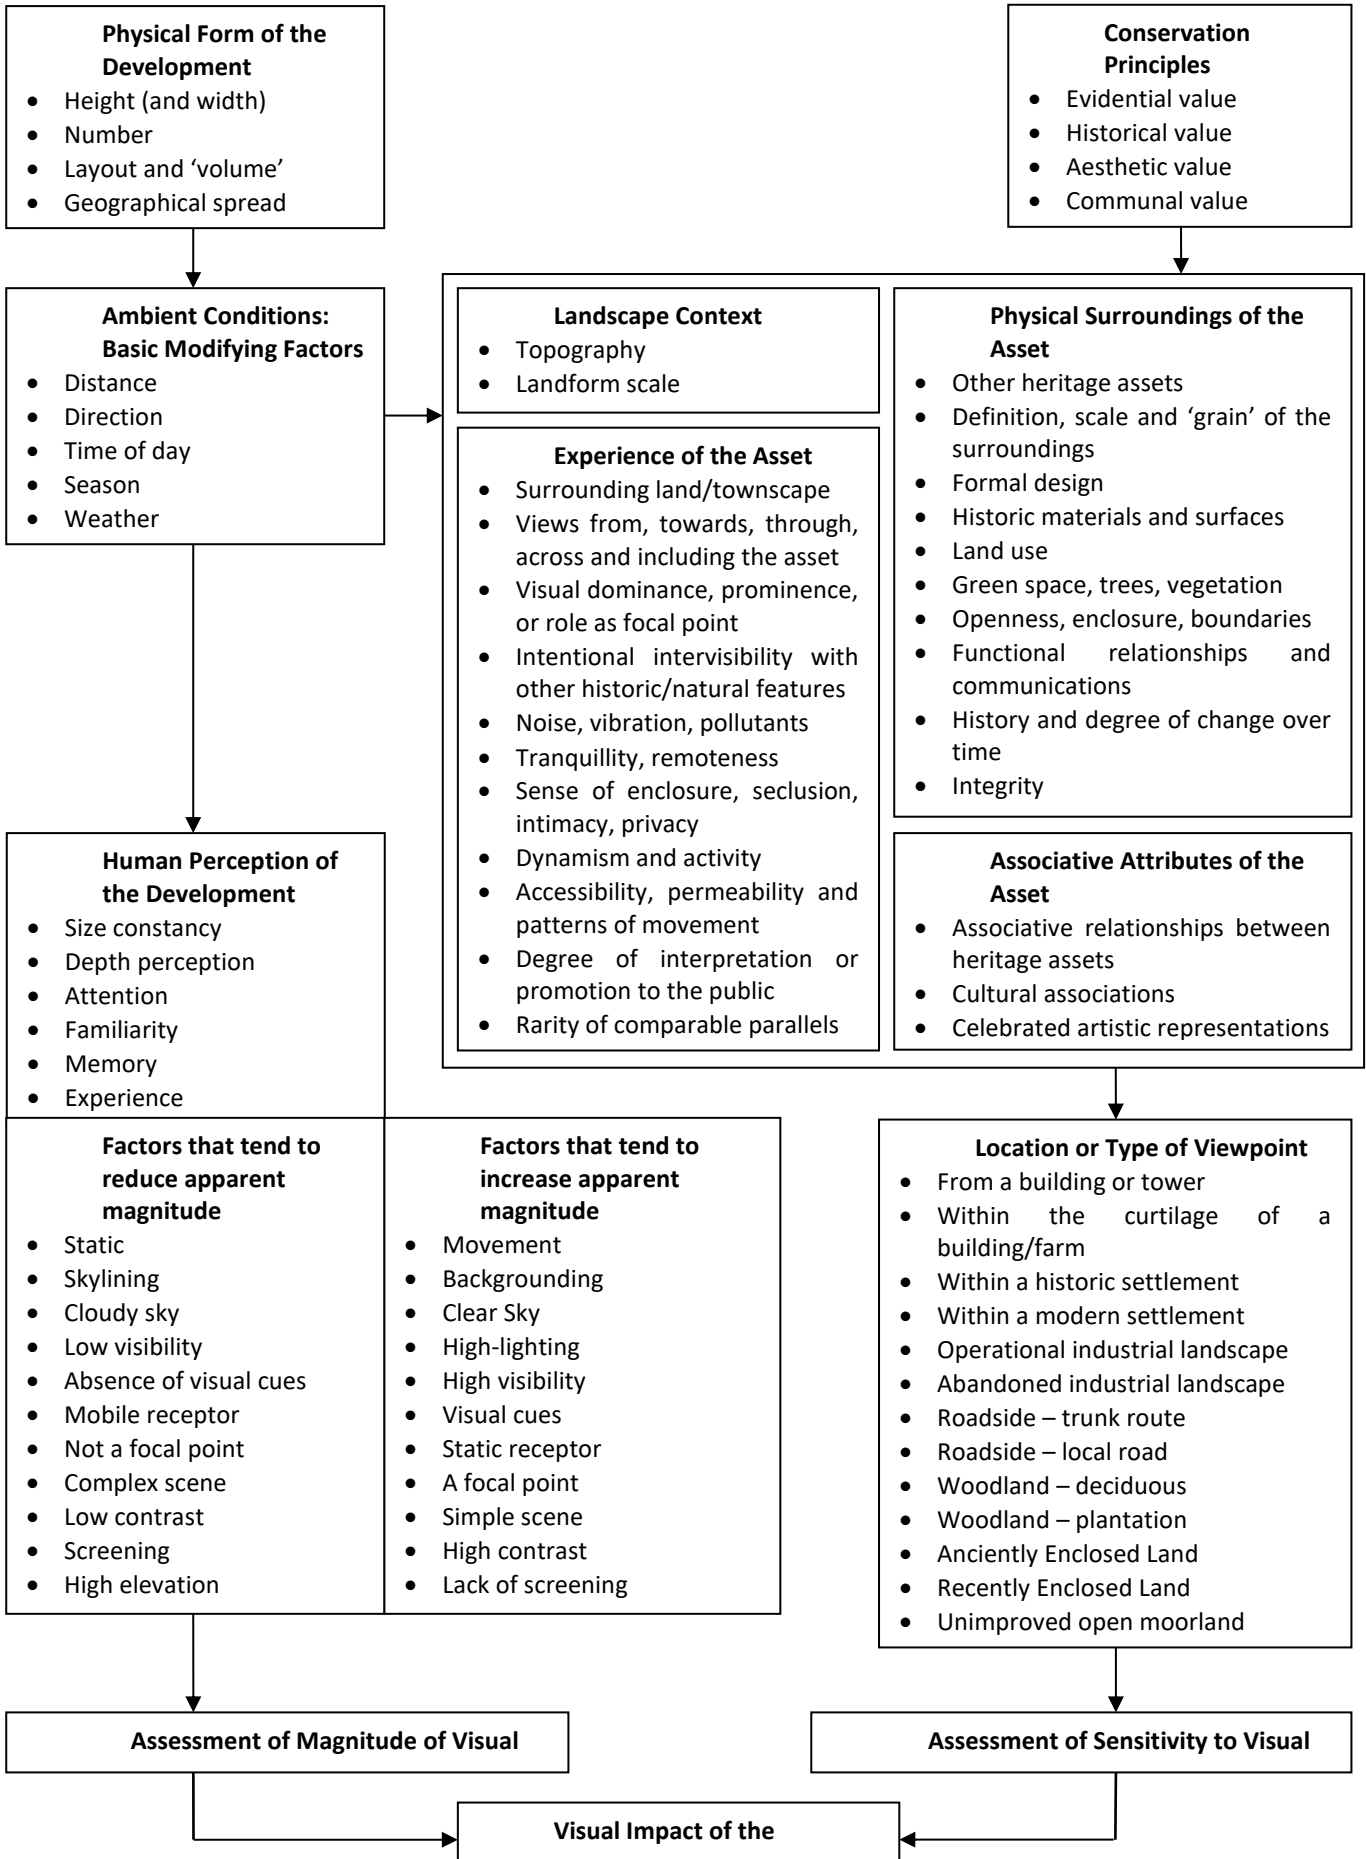 Physical Form of the
Development
• Height (and width)
• Number
• Layout and ‘volume’
• Geographical spread
Conservation
Principles
• Evidential value
• Historical value
• Aesthetic value
• Communal value
Ambient Conditions:
Basic Modifying Factors
• Distance
• Direction
• Time of day
• Season
• Weather
Landscape Context
• Topography
• Landform scale
Experience of the Asset
• Surrounding land/townscape
• Views from, towards, through,
across and including the asset
• Visual dominance, prominence,
or role as focal point
• Intentional intervisibility with
other historic/natural features
• Noise, vibration, pollutants
• Tranquillity, remoteness
• Sense of enclosure, seclusion,
intimacy, privacy
• Dynamism and activity
• Accessibility, permeability and
patterns of movement
• Degree of interpretation or
promotion to the public
• Rarity of comparable parallels
Physical Surroundings of the
Asset
• Other heritage assets
• Definition, scale and ‘grain’ of the
surroundings
• Formal design
• Historic materials and surfaces
• Land use
• Green space, trees, vegetation
• Openness, enclosure, boundaries
• Functional relationships and
communications
• History and degree of change over
time
• Integrity
Associative Attributes of the
Asset
• Associative relationships between
heritage assets
• Cultural associations
• Celebrated artistic representations
Human Perception of
the Development
• Size constancy
• Depth perception
• Attention
• Familiarity
• Memory
• Experience
Factors that tend to
reduce apparent
magnitude
• Static
• Skylining
• Cloudy sky
• Low visibility
• Absence of visual cues
• Mobile receptor
• Not a focal point
• Complex scene
• Low contrast
• Screening
• High elevation
Factors that tend to
increase apparent
magnitude
• Movement
• Backgrounding
• Clear Sky
• High-lighting
• High visibility
• Visual cues
• Static receptor
• A focal point
• Simple scene
• High contrast
• Lack of screening
Location or Type of Viewpoint
• From a building or tower
• Within the curtilage of a
building/farm
• Within a historic settlement
• Within a modern settlement
• Operational industrial landscape
• Abandoned industrial landscape
• Roadside – trunk route
• Roadside – local road
• Woodland – deciduous
• Woodland – plantation
• Anciently Enclosed Land
• Recently Enclosed Land
• Unimproved open moorland
Assessment of Magnitude of Visual
Assessment of Sensitivity to Visual
Visual Impact of the